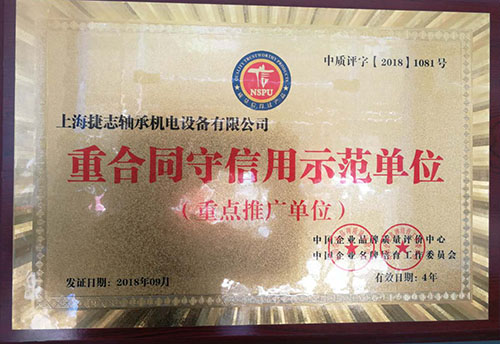 中质评字【2018】1081号
QUALITY TRUSTWORTHY PRODUCTS
NSPU
上海捷志轴承机电设备有限公司
重合同守信用示范单位
（重点推广单位）
中国企业品牌质量评价中心
中国企业名牌培育工作委员会
发证日期：2018年09月
有效日期：4年